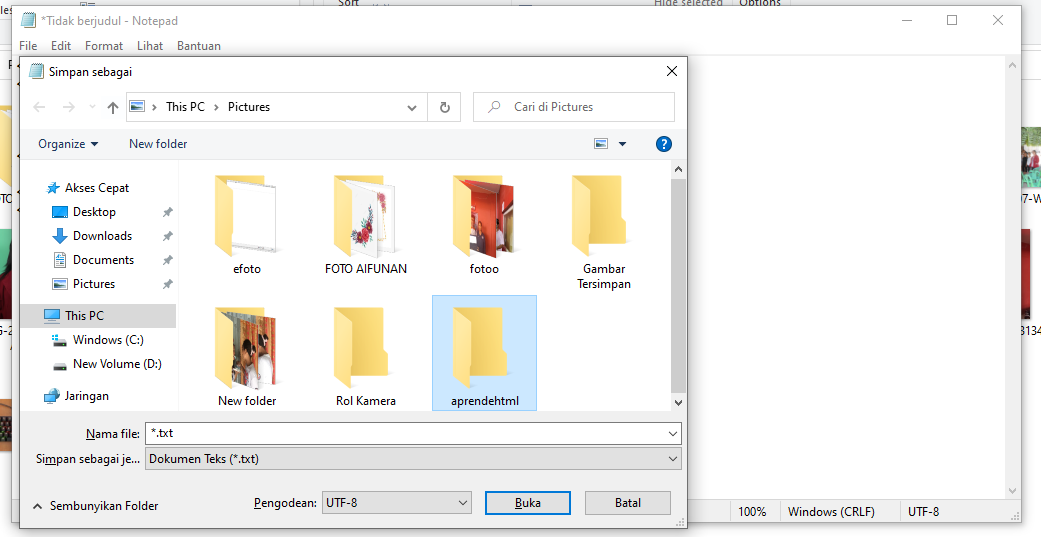 Sort
Hide selected
Options
*Tidak berjudul - Notepad
File Edit Format Lihat Bantuan
Simpan sebagai
This PC > Pictures
Cari di Pictures
Organize New folder
Akses Cepat
Desktop
Downloads
Documents
Pictures
This PC
Windows (C:)
New Volume (D:)
Jaringan
efoto
FOTO AIFUNAN
fotoo
Gambar
Tersimpan
New folder
Rol Kamera
aprendehtml
Nama file: *.txt
Simpan sebagai je... Dokumen Teks (*.txt)
Sembunyikan Folder
Pengodean: UTF-8
Buka
Batal
100% Windows (CRLF) UTF-8